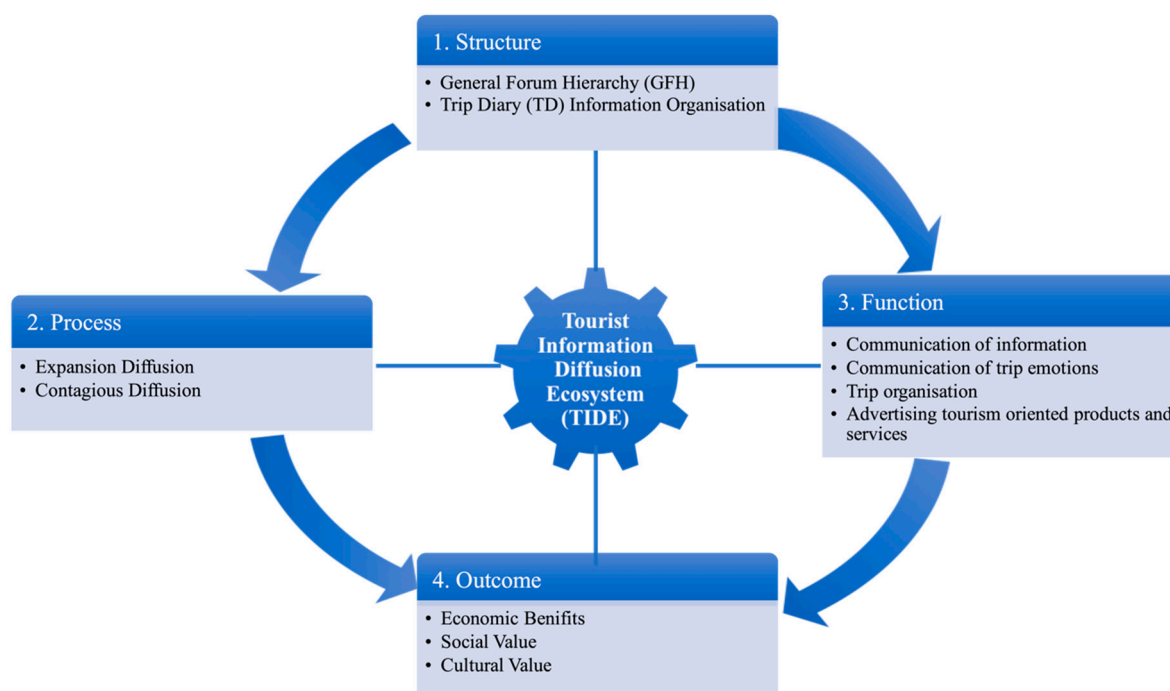 1. Structure
• General Forum Hierarchy (GFH)
• Trip Diary (TD) Information Organisation
2. Process
• Expansion Diffusion
• Contagious Diffusion
Tourist
Information
Diffusion
Ecosystem
(TIDE)
3. Function
• Communication of information
• Communication of trip emotions
• Trip organisation
• Advertising tourism oriented products and
services
4. Outcome
• Economic Benifits
• Social Value
• Cultural Value